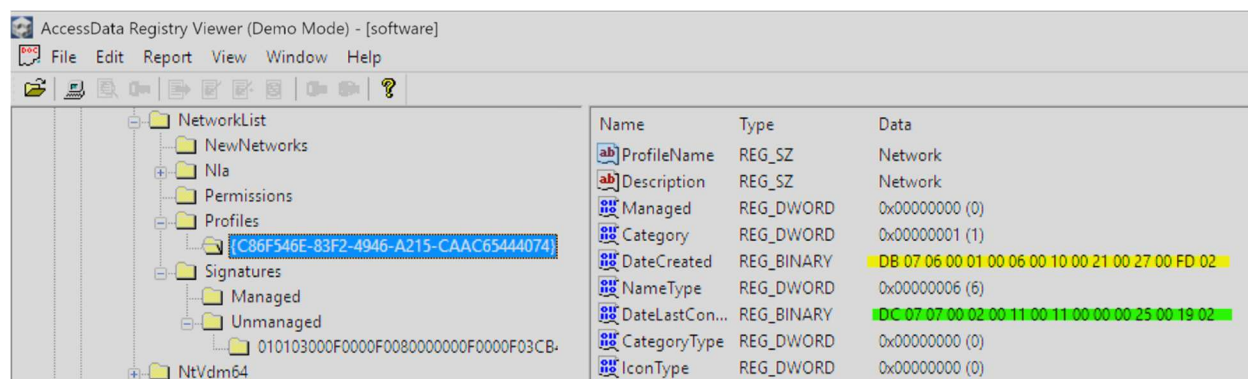 AccessData Registry Viewer (Demo Mode) - [software]
File Edit Report View Window Help
NetworkList
NewNetworks
Nla
Permissions
Profiles
{C86F546E-83F2-4946-A215-CAAC65444074}
Signatures
Managed
Unmanaged
010103000F0000F0080000000F0000F03CB4
NtVdm64
Name Type Data
ProfileName REG_SZ Network
Description REG_SZ Network
Managed REG_DWORD 0x00000000 (0)
Category REG_DWORD 0x00000001 (1)
DateCreated REG_BINARY DB 07 06 00 01 00 06 00 10 00 21 00 27 00 FD 02
NameType REG_DWORD 0x00000006 (6)
DateLastCon... REG_BINARY DC 07 07 00 02 00 11 00 11 00 00 00 25 00 19 02
CategoryType REG_DWORD 0x00000000 (0)
IconType REG_DWORD 0x00000000 (0)